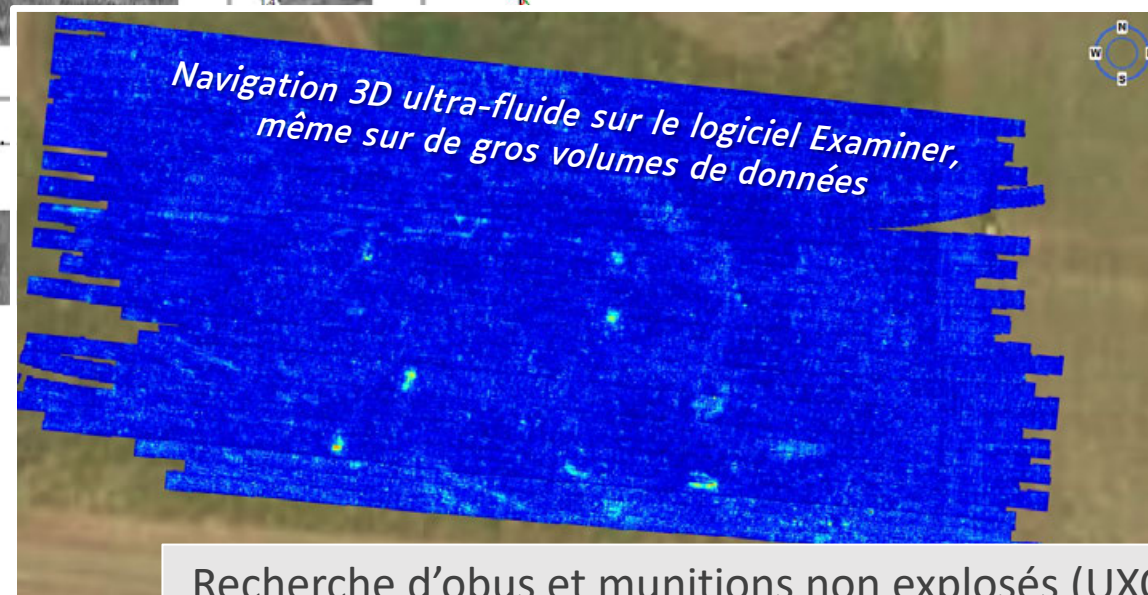 Navigation 3D ultra-fluide sur le logiciel Examiner,
même sur de gros volumes de données
N
W
S
Recherche d'obus et munitions non explosés (UXO